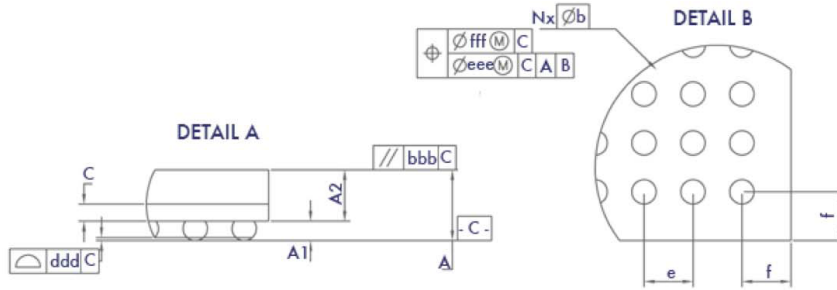 DETAIL B
Nx Øb
Ø fff Ⓜ C
Øeee Ⓜ C A B
DETAIL A
// bbb C
C
A2
- C -
A1
A
ddd C
f
e
f